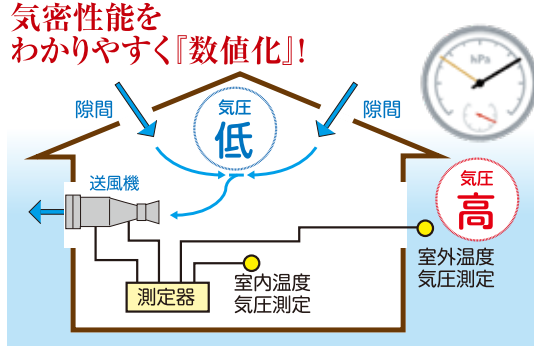 気密性能を
わかりやすく『数値化』!
hPa
隙間
気圧
低
隙間
送風機
気圧
高
室外温度
気圧測定
室内温度
気圧測定
測定器